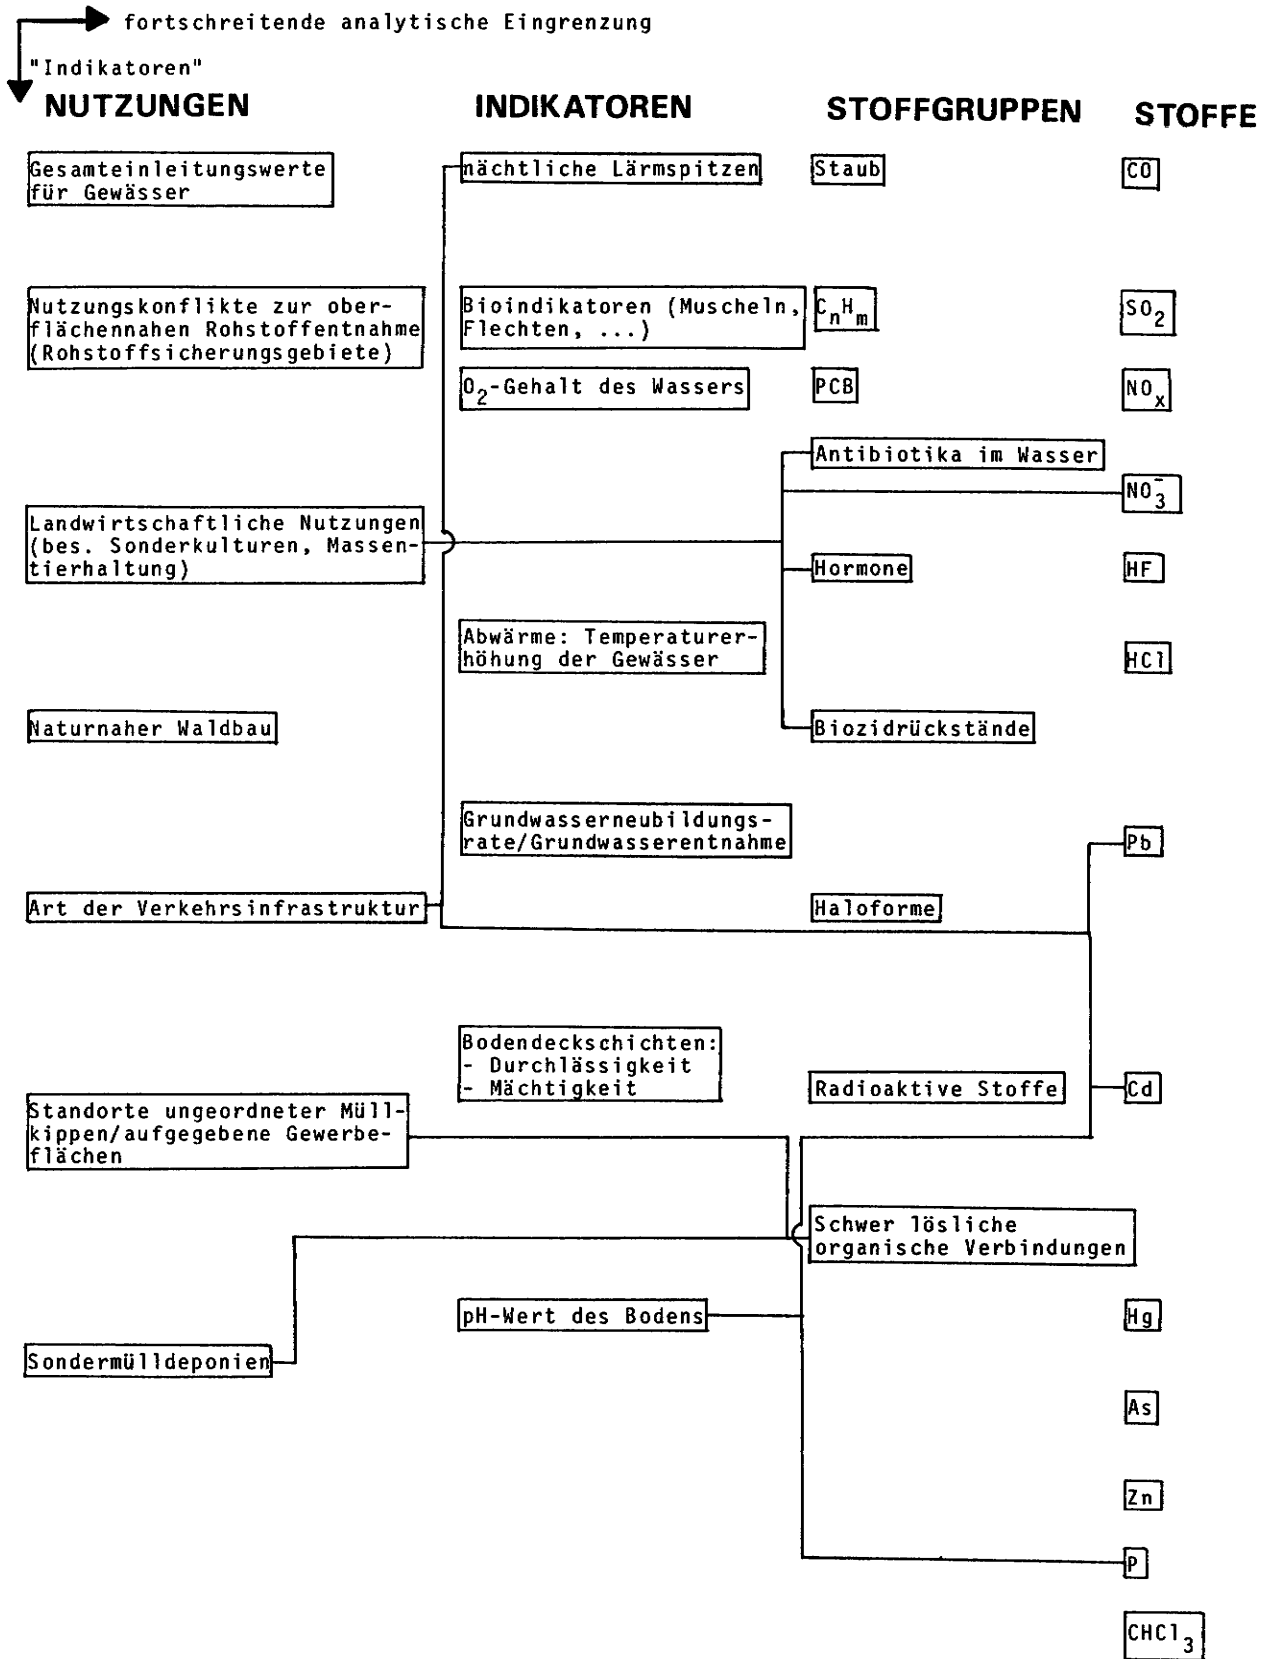 fortschreitende analytische Eingrenzung
"Indikatoren"
NUTZUNGEN
INDIKATOREN
STOFFGRUPPEN
STOFFE
Gesamteinleitungswerte
für Gewässer
nächtliche Lärmspitzen
Staub
CO
Nutzungskonflikte zur ober-
flächennahen Rohstoffentnahme
(Rohstoffsicherungsgebiete)
Bioindikatoren (Muscheln,
Flechten, ...)
CnHm
SO2
O2-Gehalt des Wassers
PCB
NOx
Antibiotika im Wasser
NO3-
Landwirtschaftliche Nutzungen
(bes. Sonderkulturen, Massen-
tierhaltung)
Hormone
HF
Abwärme: Temperaturer-
höhung der Gewässer
HCl
Naturnaher Waldbau
Biozidrückstände
Grundwasserneubildungs-
rate/Grundwasserentnahme
Pb
Art der Verkehrsinfrastruktur
Haloforme
Bodendeckschichten:
- Durchlässigkeit
- Mächtigkeit
Radioaktive Stoffe
Cd
Standorte ungeordneter Müll-
kippen/aufgegebene Gewerbe-
flächen
Schwer lösliche
organische Verbindungen
pH-Wert des Bodens
Hg
Sondermülldeponien
As
Zn
P
CHCl3